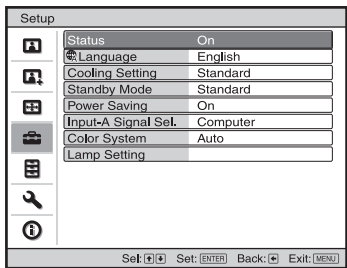 Setup
Status On
Language English
Cooling Setting Standard
Standby Mode Standard
Power Saving On
Input-A Signal Sel. Computer
Color System Auto
Lamp Setting
Sel: Set: ENTER Back: Exit: MENU